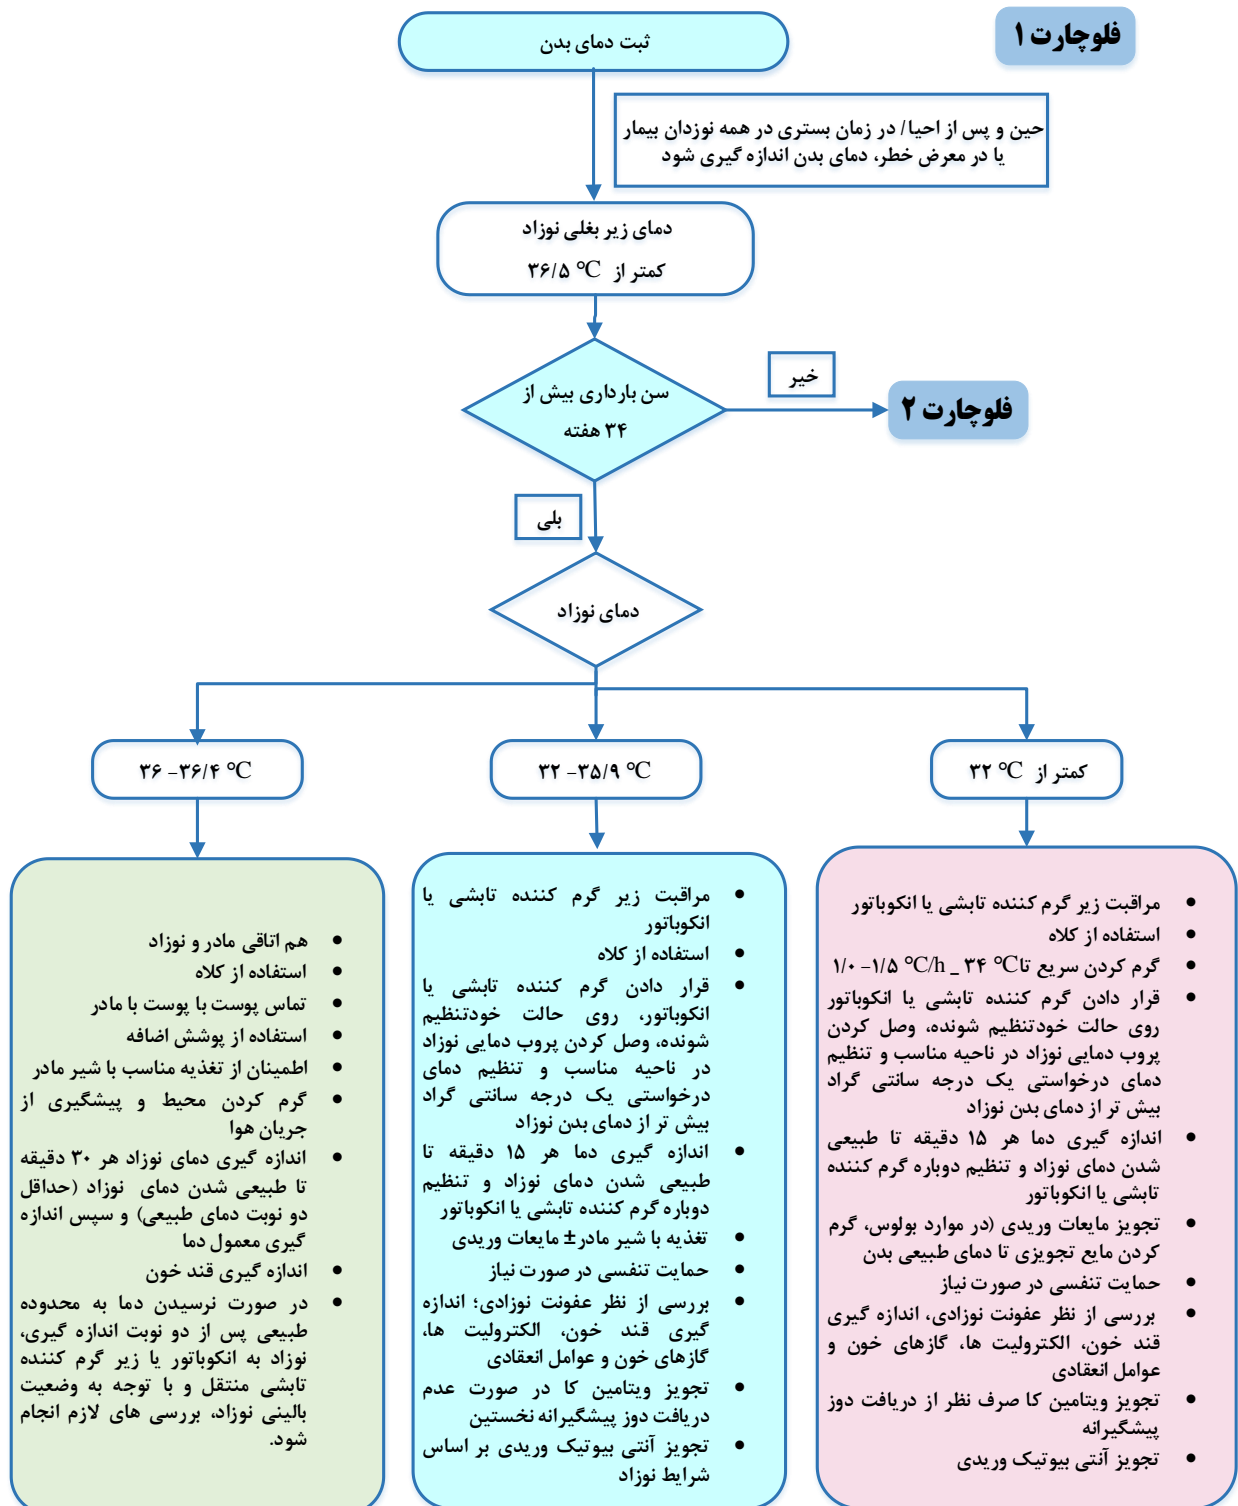 فلوچارت ۱
ثبت دمای بدن
حین و پس از احیا/ در زمان بستری در همه نوزدان بیمار
یا در معرض خطر، دمای بدن اندازه گیری شود
دمای زیر بغلی نوزاد
کمتر از ۳۶/۵ °C
سن بارداری بیش از
۳۴ هفته
خیر
فلوچارت ۲
بلی
دمای نوزاد
کمتر از ۳۲ °C
۳۲ -۳۵/۹ °C
۳۶ -۳۶/۴ °C
• مراقبت زیر گرم کننده تابشی یا انکوباتور
• استفاده از کلاه
• گرم کردن سریع تا ۳۴ °C _ ۱/۰ -۱/۵ °C/h
• قرار دادن گرم کننده تابشی یا انکوباتور
روی حالت خودتنظیم شونده، وصل کردن
پروب دمایی نوزاد در ناحیه مناسب و تنظیم
دمای درخواستی یک درجه سانتی گراد
بیش تر از دمای بدن نوزاد
• اندازه گیری دما هر ۱۵ دقیقه تا طبیعی
شدن دمای نوزاد و تنظیم دوباره گرم کننده
تابشی یا انکوباتور
• تجویز مایعات وریدی (در موارد بولوس، گرم
کردن مایع تجویزی تا دمای طبیعی بدن
• حمایت تنفسی در صورت نیاز
• بررسی از نظر عفونت نوزادی، اندازه گیری
قند خون، الکترولیت ها، گازهای خون و
عوامل انعقادی
• تجویز ویتامین کا صرف نظر از دریافت دوز
پیشگیرانه
• تجویز آنتی بیوتیک وریدی
• مراقبت زیر گرم کننده تابشی یا
انکوباتور
• استفاده از کلاه
• قرار دادن گرم کننده تابشی یا
انکوباتور، روی حالت خودتنظیم
شونده، وصل کردن پروب دمایی نوزاد
در ناحیه مناسب و تنظیم دمای
درخواستی یک درجه سانتی گراد
بیش تر از دمای بدن نوزاد
• اندازه گیری دما هر ۱۵ دقیقه تا
طبیعی شدن دمای نوزاد و تنظیم
دوباره گرم کننده تابشی یا انکوباتور
• تغذیه با شیر مادر± مایعات وریدی
• حمایت تنفسی در صورت نیاز
• بررسی از نظر عفونت نوزادی؛ اندازه
گیری قند خون، الکترولیت ها،
گازهای خون و عوامل انعقادی
• تجویز ویتامین کا در صورت عدم
دریافت دوز پیشگیرانه نخستین
• تجویز آنتی بیوتیک وریدی بر اساس
شرایط نوزاد
• هم اتاقی مادر و نوزاد
• استفاده از کلاه
• تماس پوست با پوست با مادر
• استفاده از پوشش اضافه
• اطمینان از تغذیه مناسب با شیر مادر
• گرم کردن محیط و پیشگیری از
جریان هوا
• اندازه گیری دمای نوزاد هر ۳۰ دقیقه
تا طبیعی شدن دمای نوزاد (حداقل
دو نوبت دمای طبیعی) و سپس اندازه
گیری معمول دما
• اندازه گیری قند خون
• در صورت نرسیدن دما به محدوده
طبیعی پس از دو نوبت اندازه گیری،
نوزاد به انکوباتور یا زیر گرم کننده
تابشی منتقل و با توجه به وضعیت
بالینی نوزاد، بررسی های لازم انجام
شود.